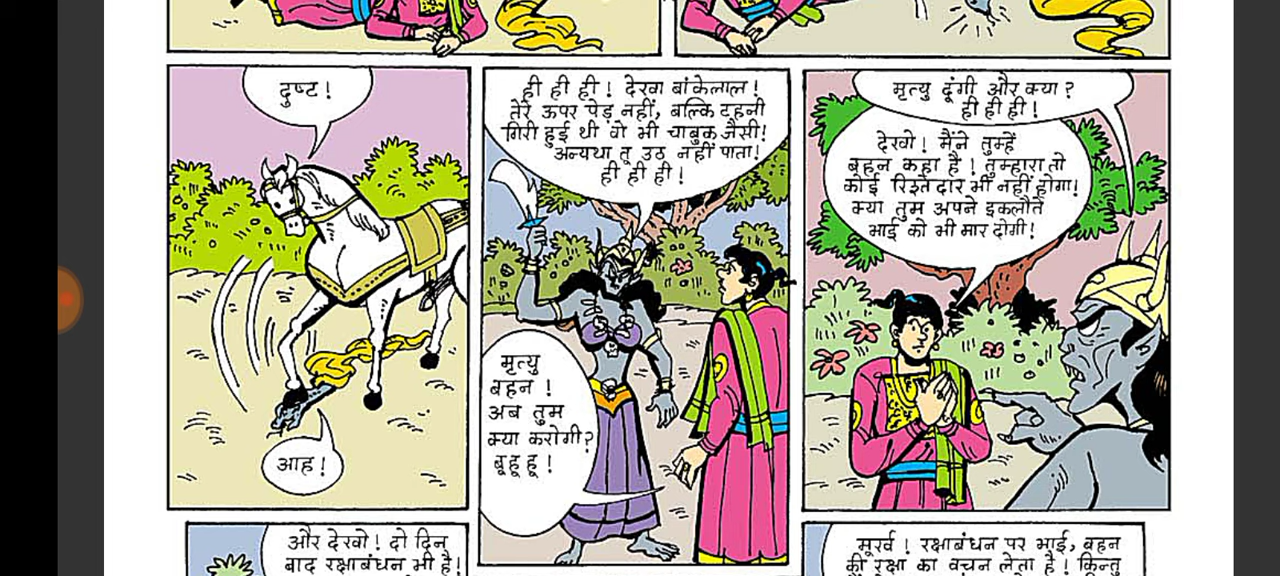 दुष्ट!
आह!
ही ही ही! देख बांकेलाल!
तेरे ऊपर पेड़ नहीं, बल्कि टहनी
गिरी हुई थी वो भी चाबुक जैसी!
अन्यथा तू उठ नहीं पाता!
ही ही ही!
मृत्यु
बहन!
अब तुम
क्या करोगी?
बूहूहू!
मृत्यु दूंगी और क्या?
ही ही ही!
देखो! मैंने तुम्हें
बहन कहा है! तुम्हारा तो
कोई रिश्तेदार भी नहीं होगा!
क्या तुम अपने इकलौते
भाई को भी मार दोगी!
और देखो! दो दिन
बाद रक्षाबंधन भी है!
मूर्ख! रक्षाबंधन पर भाई, बहन
की रक्षा का वचन लेता है! किन्तु